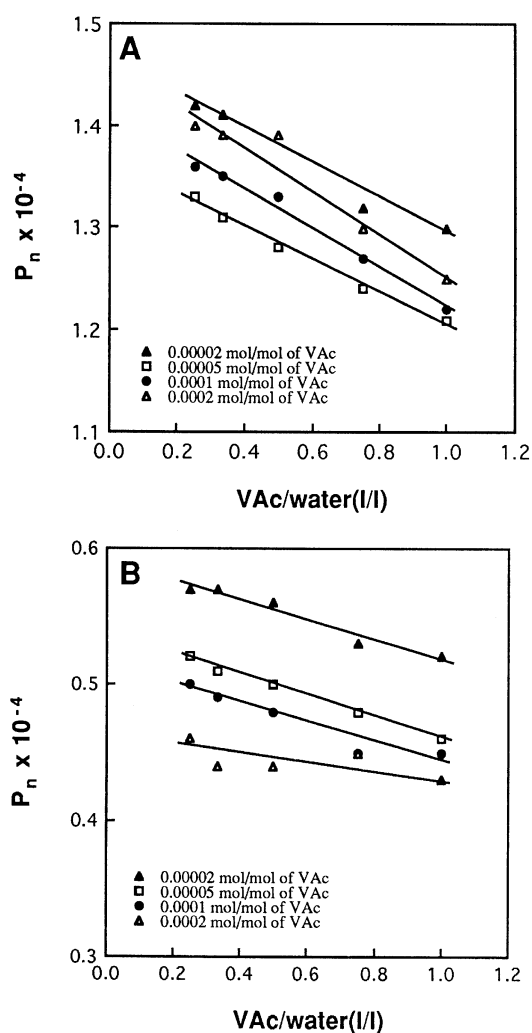 1.5
A
1.4
1.3
1.2
1.1
Pn x 10-4
▲ 0.00002 mol/mol of VAc
□ 0.00005 mol/mol of VAc
● 0.0001 mol/mol of VAc
△ 0.0002 mol/mol of VAc
0.0 0.2 0.4 0.6 0.8 1.0 1.2
VAc/water(l/l)
0.6
B
0.5
0.4
0.3
Pn x 10-4
▲ 0.00002 mol/mol of VAc
□ 0.00005 mol/mol of VAc
● 0.0001 mol/mol of VAc
△ 0.0002 mol/mol of VAc
0.0 0.2 0.4 0.6 0.8 1.0 1.2
VAc/water(l/l)